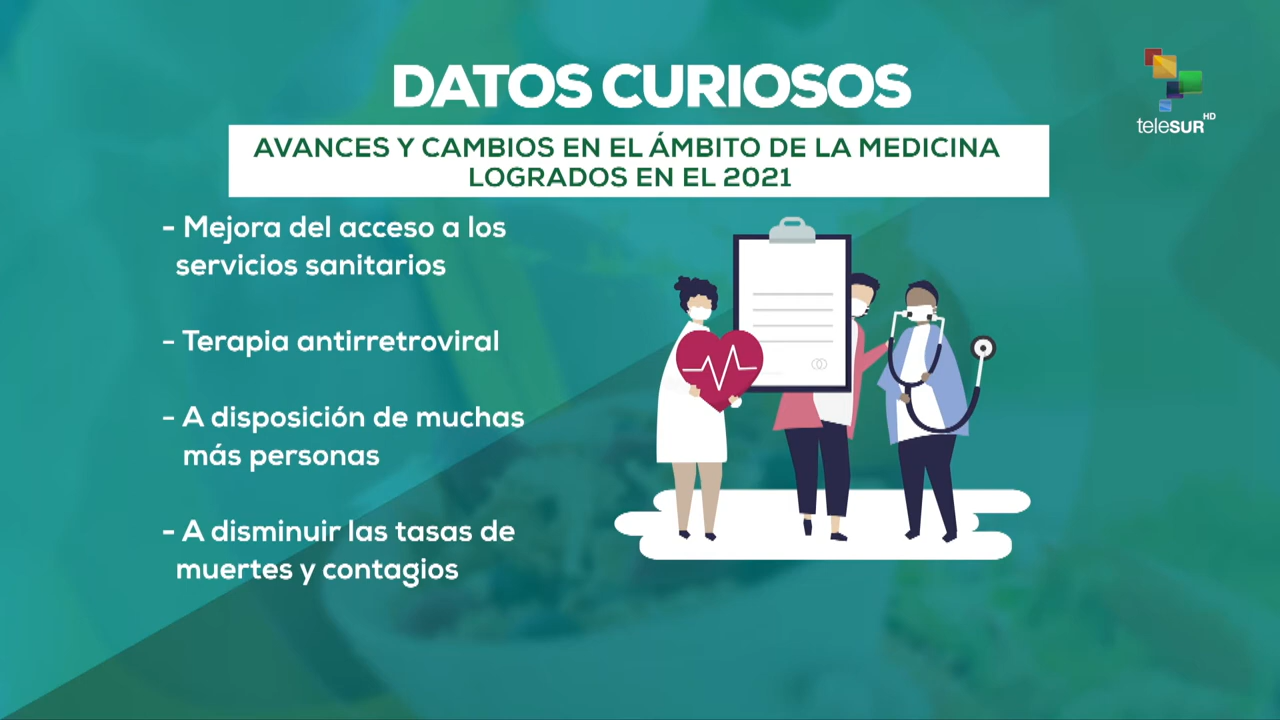 DATOS CURIOSOS
AVANCES Y CAMBIOS EN EL ÁMBITO DE LA MEDICINA
LOGRADOS EN EL 2021
- Mejora del acceso a los
servicios sanitarios
- Terapia antirretroviral
- A disposición de muchas
más personas
- A disminuir las tasas de
muertes y contagios
teleSUR HD